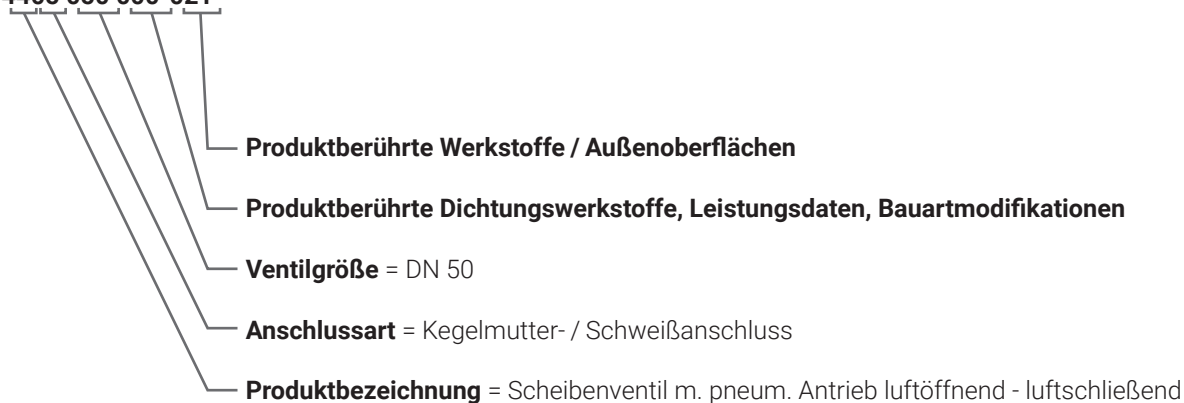 Produktberührte Werkstoffe / Außenoberflächen
Produktberührte Dichtungswerkstoffe, Leistungsdaten, Bauartmodifikationen
Ventilgröße = DN 50
Anschlussart = Kegelmutter- / Schweißanschluss
Produktbezeichnung = Scheibenventil m. pneum. Antrieb luftöffnend - luftschließend